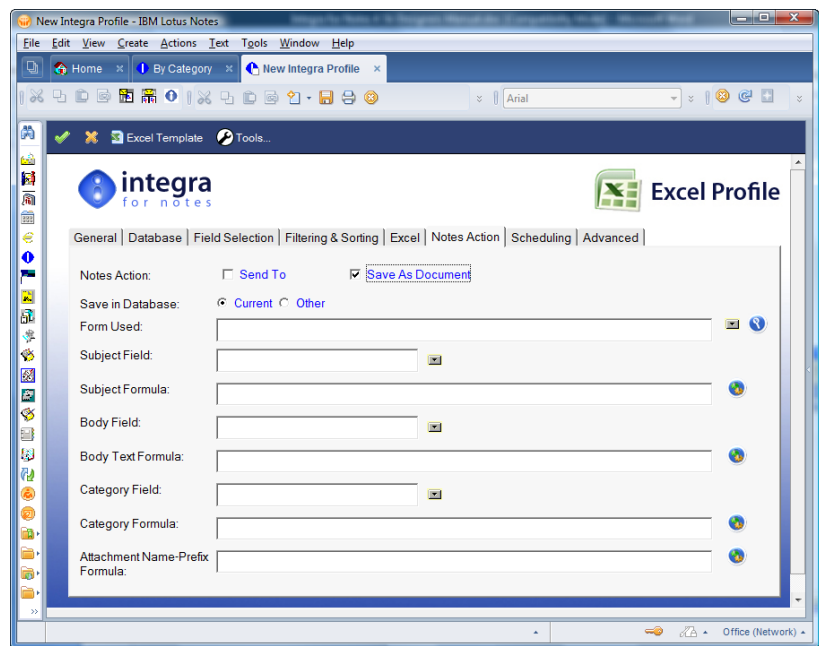 New Integra Profile - IBM Lotus Notes
File Edit View Create Actions Text Tools Window Help
Home By Category New Integra Profile
Arial
Excel Template Tools...
integra
for notes
Excel Profile
General Database Field Selection Filtering & Sorting Excel Notes Action Scheduling Advanced
Notes Action: Send To Save As Document
Save in Database: Current Other
Form Used:
Subject Field:
Subject Formula:
Body Field:
Body Text Formula:
Category Field:
Category Formula:
Attachment Name-Prefix
Formula:
Office (Network)